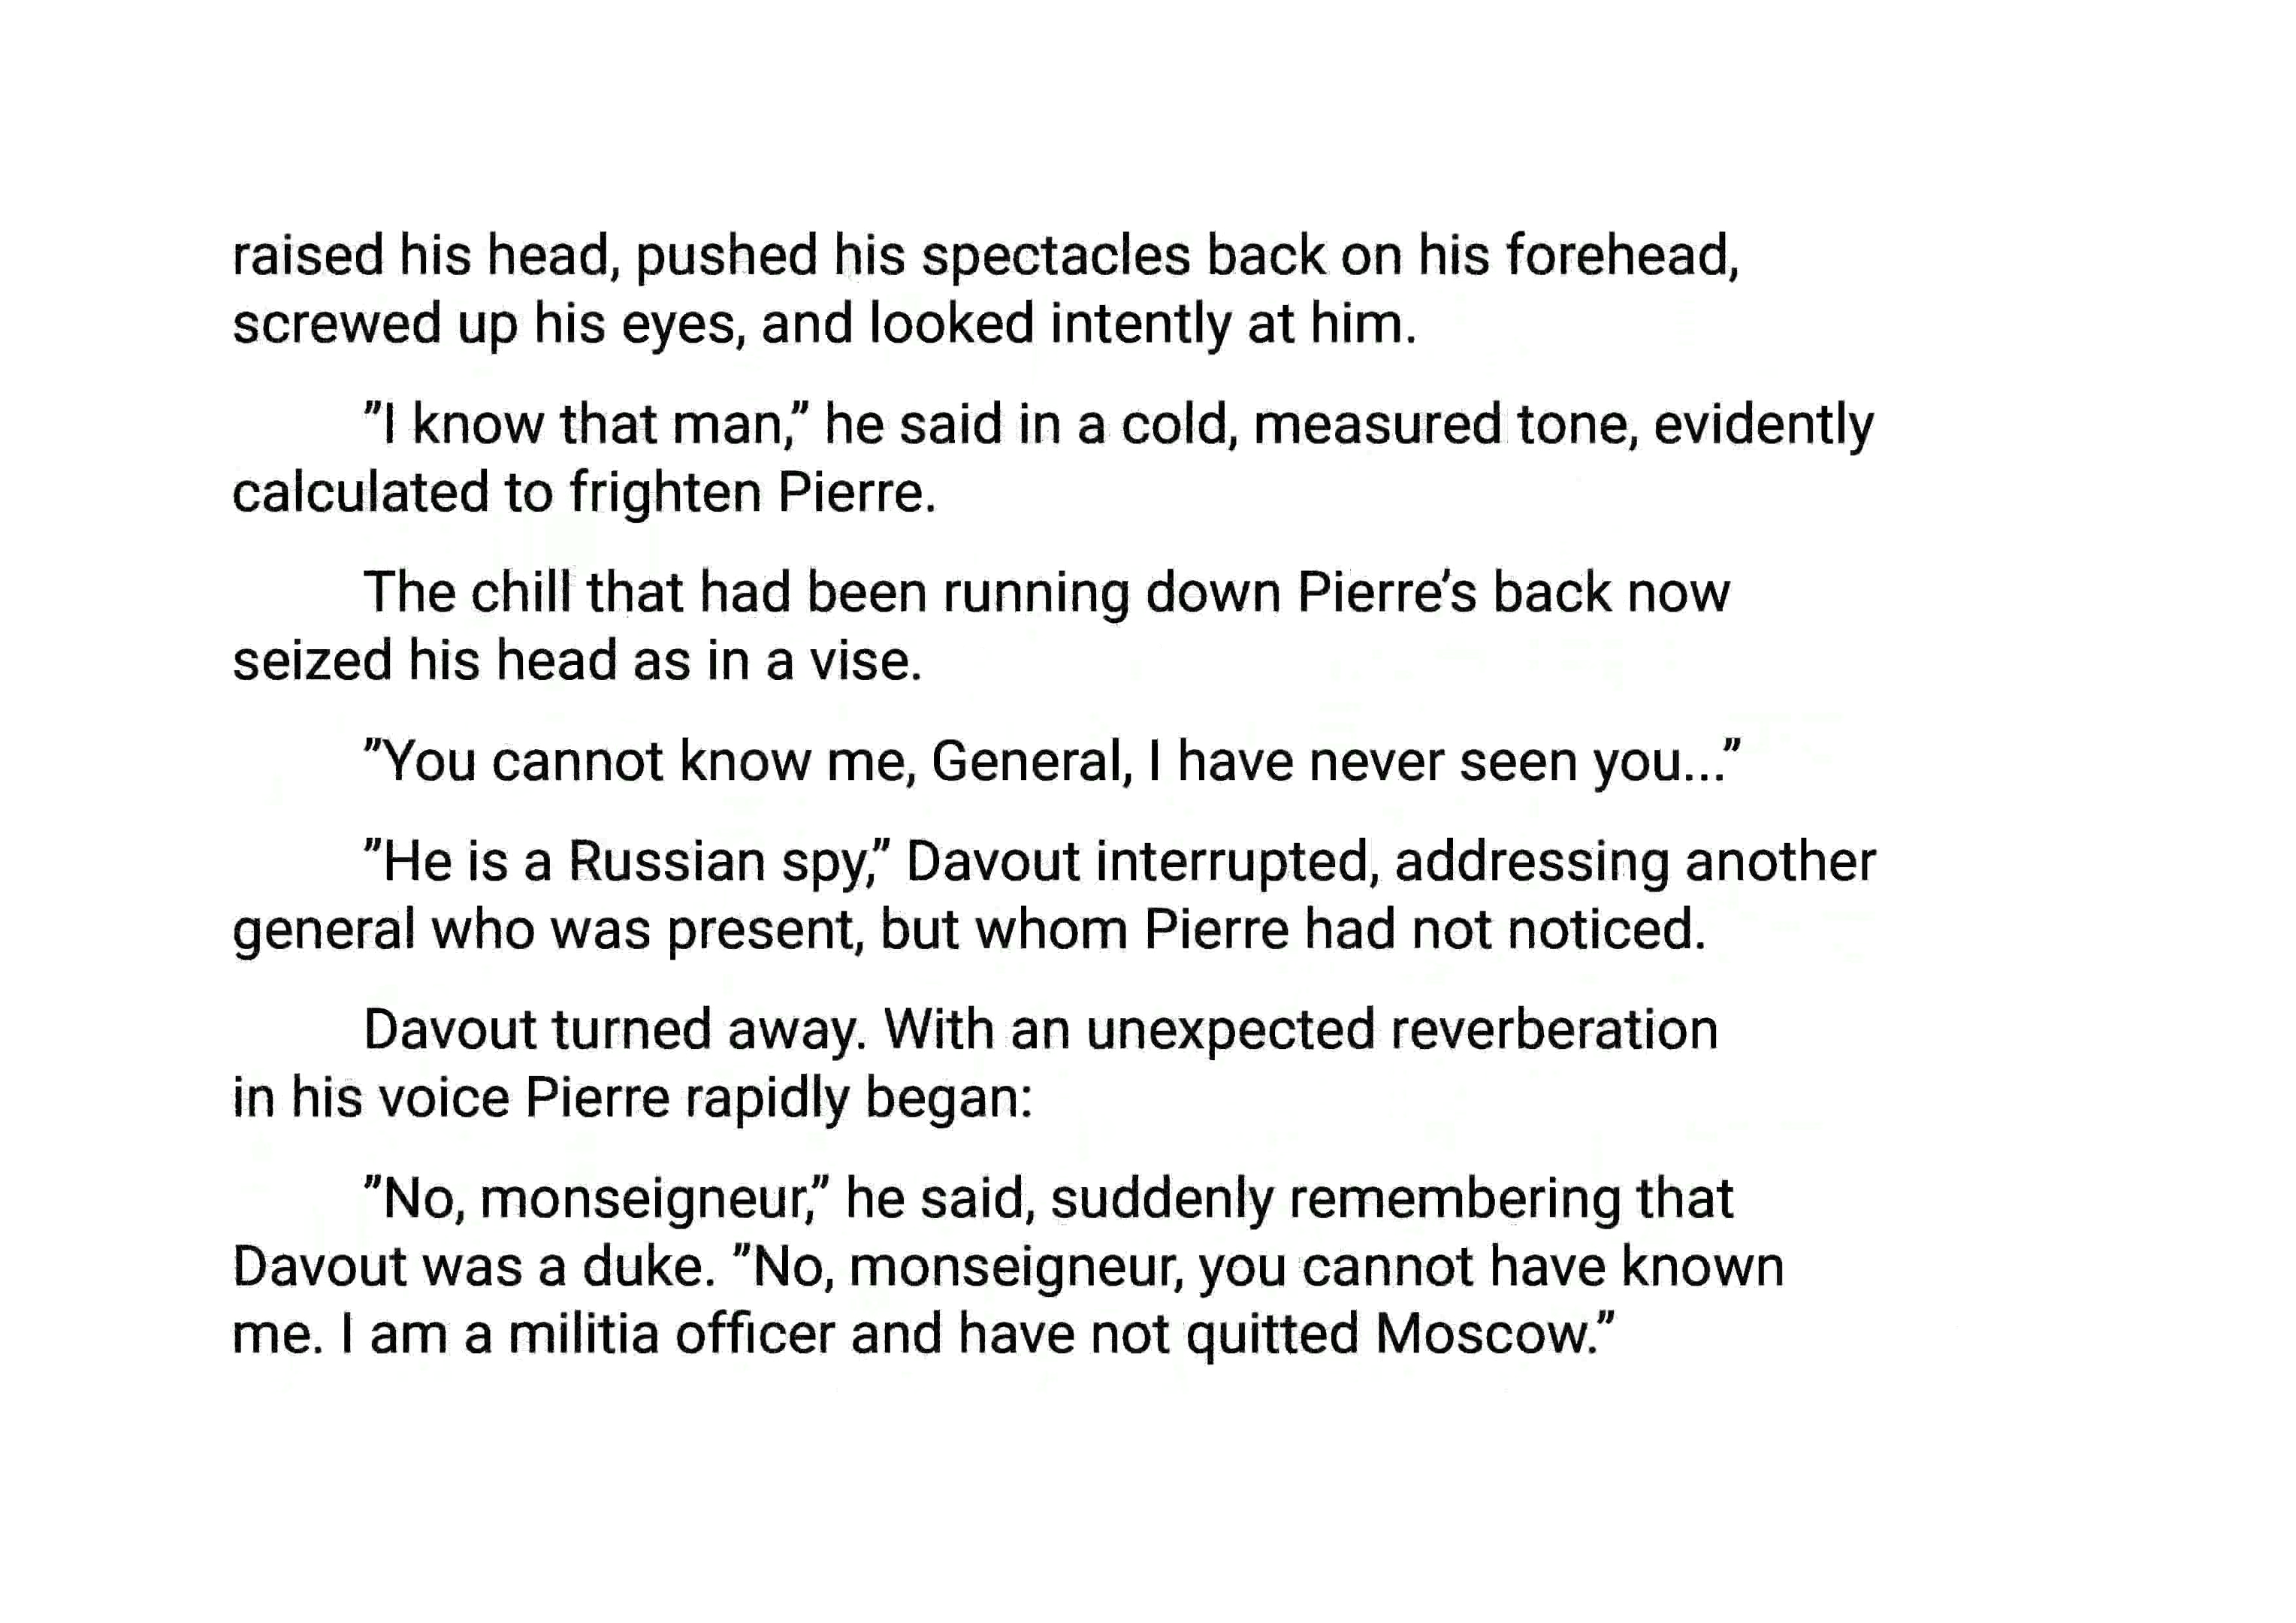 raised his head, pushed his spectacles back on his forehead,
screwed up his eyes, and looked intently at him.
”I know that man,” he said in a cold, measured tone, evidently
calculated to frighten Pierre.
The chill that had been running down Pierre’s back now
seized his head as in a vise.
”You cannot know me, General, I have never seen you...”
”He is a Russian spy,” Davout interrupted, addressing another
general who was present, but whom Pierre had not noticed.
Davout turned away. With an unexpected reverberation
in his voice Pierre rapidly began:
”No, monseigneur,” he said, suddenly remembering that
Davout was a duke. ”No, monseigneur, you cannot have known
me. I am a militia officer and have not quitted Moscow.”